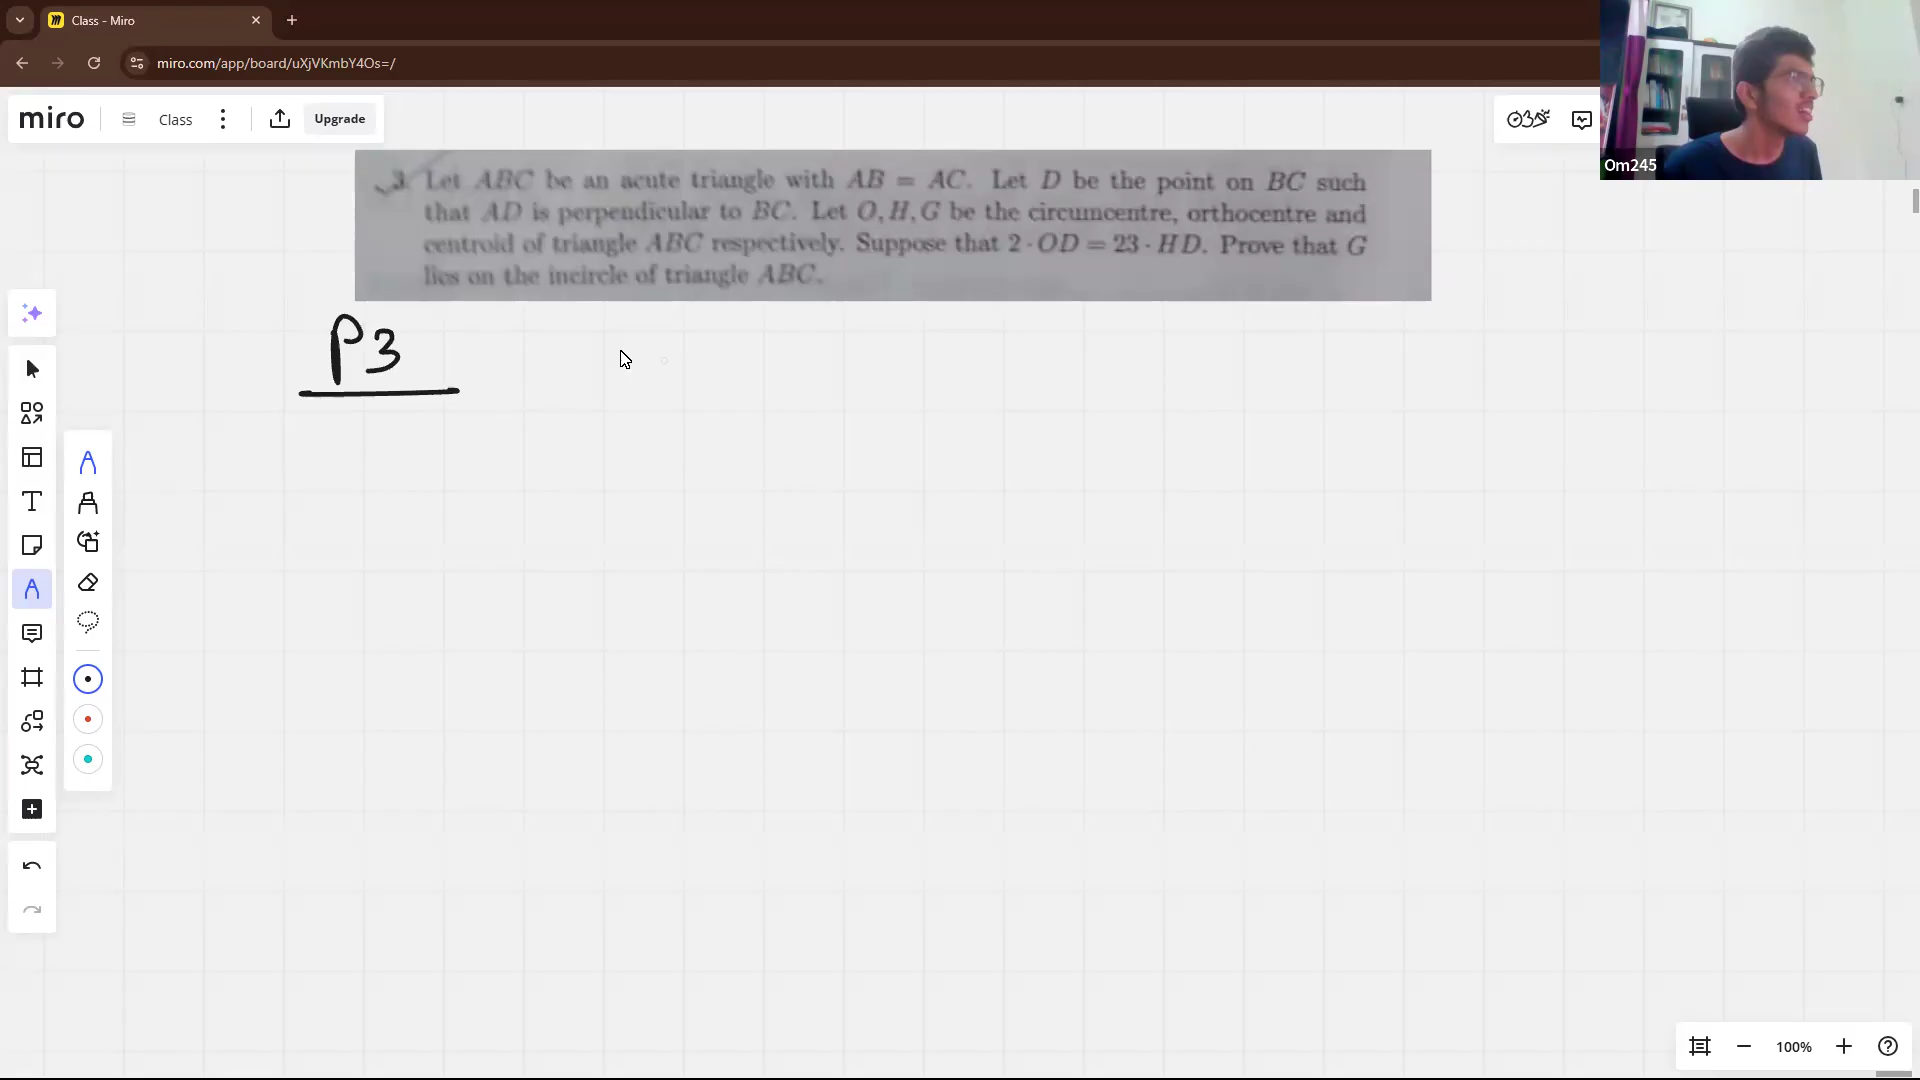 Class - Miro
miro.com/app/board/uXjVKmbY4Os=/
miro
Class
Upgrade
Om245
3. Let ABC be an acute triangle with AB = AC. Let D be the point on BC such
that AD is perpendicular to BC. Let O, H, G be the circumcentre, orthocentre and
centroid of triangle ABC respectively. Suppose that 2 · OD = 23 · HD. Prove that G
lies on the incircle of triangle ABC.
P3
100%